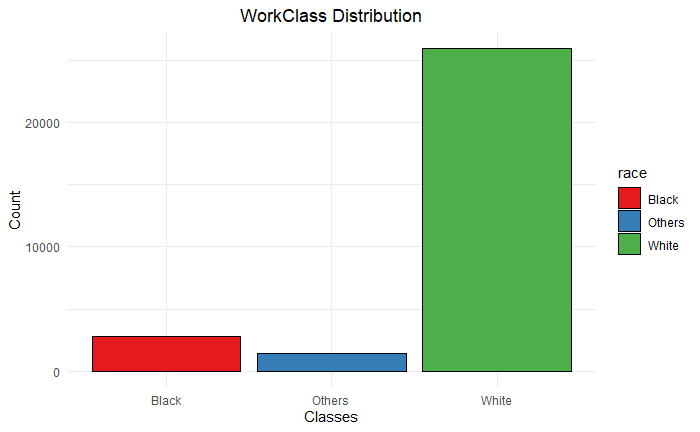 WorkClass Distribution
Count
20000
10000
0
Black
Others
White
Classes
race
Black
Others
White